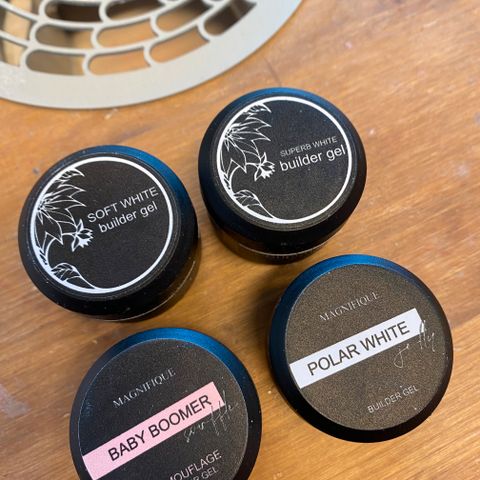 SOFT WHITE
builder gel
SUPERB WHITE
builder gel
MAGNIFIQUE
POLAR WHITE
BUILDER GEL
MAGNIFIQUE
BABY BOOMER